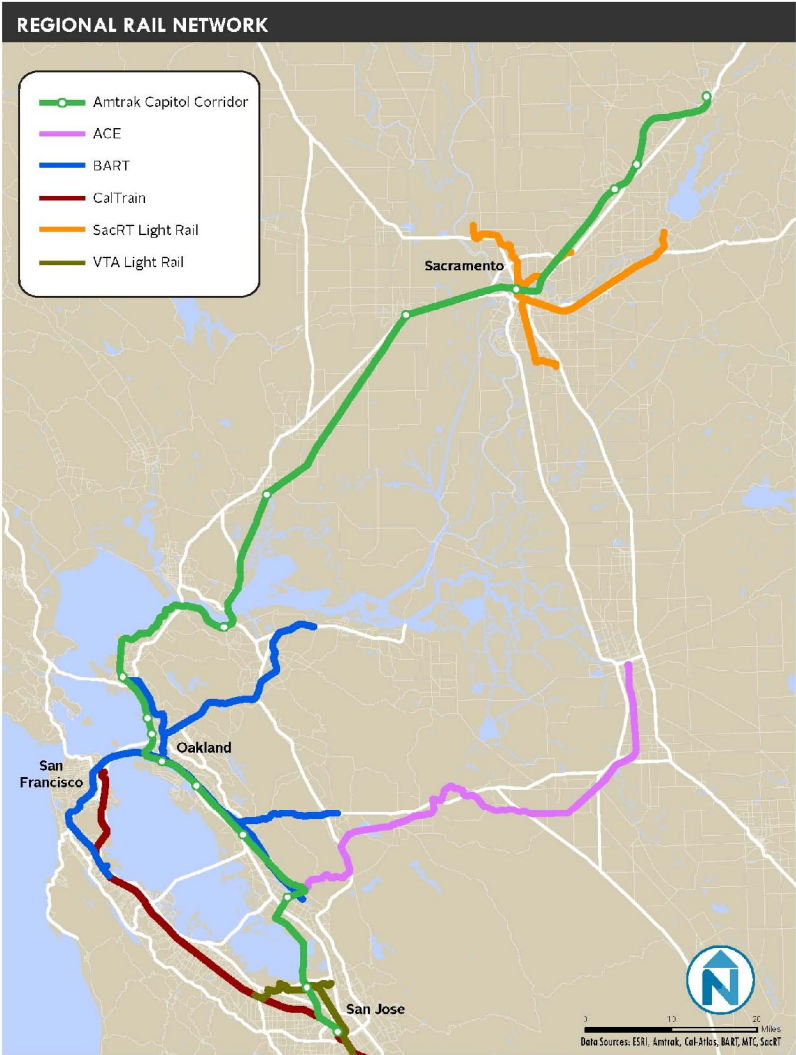 REGIONAL RAIL NETWORK
Amtrak Capitol Corridor
ACE
BART
CalTrain
SacRT Light Rail
VTA Light Rail
Sacramento
Oakland
San
Francisco
San Jose
N
0 10 20
Miles
Data Sources: ESRI, Amtrak, Cal-Atlas, BART, MTC, SacRT